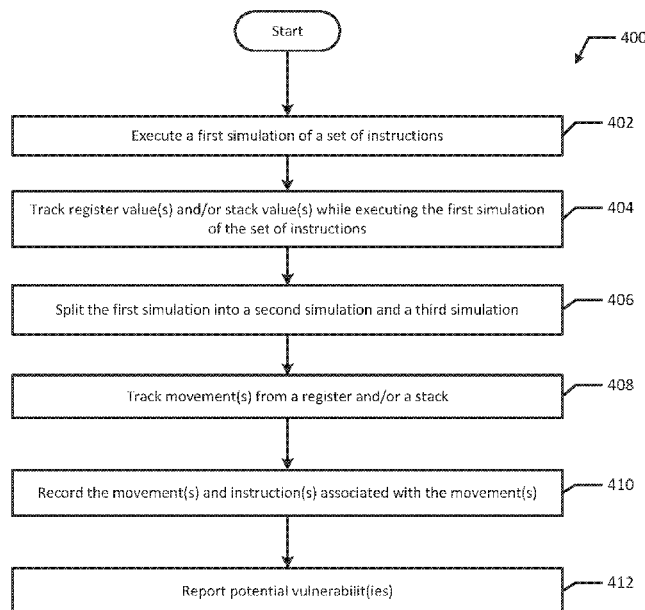 Start
400
Execute a first simulation of a set of instructions
402
Track register value(s) and/or stack value(s) while executing the first simulation
of the set of instructions
404
Split the first simulation into a second simulation and a third simulation
406
Track movement(s) from a register and/or a stack
408
Record the movement(s) and instruction(s) associated with the movement(s)
410
Report potential vulnerabilit(ies)
412